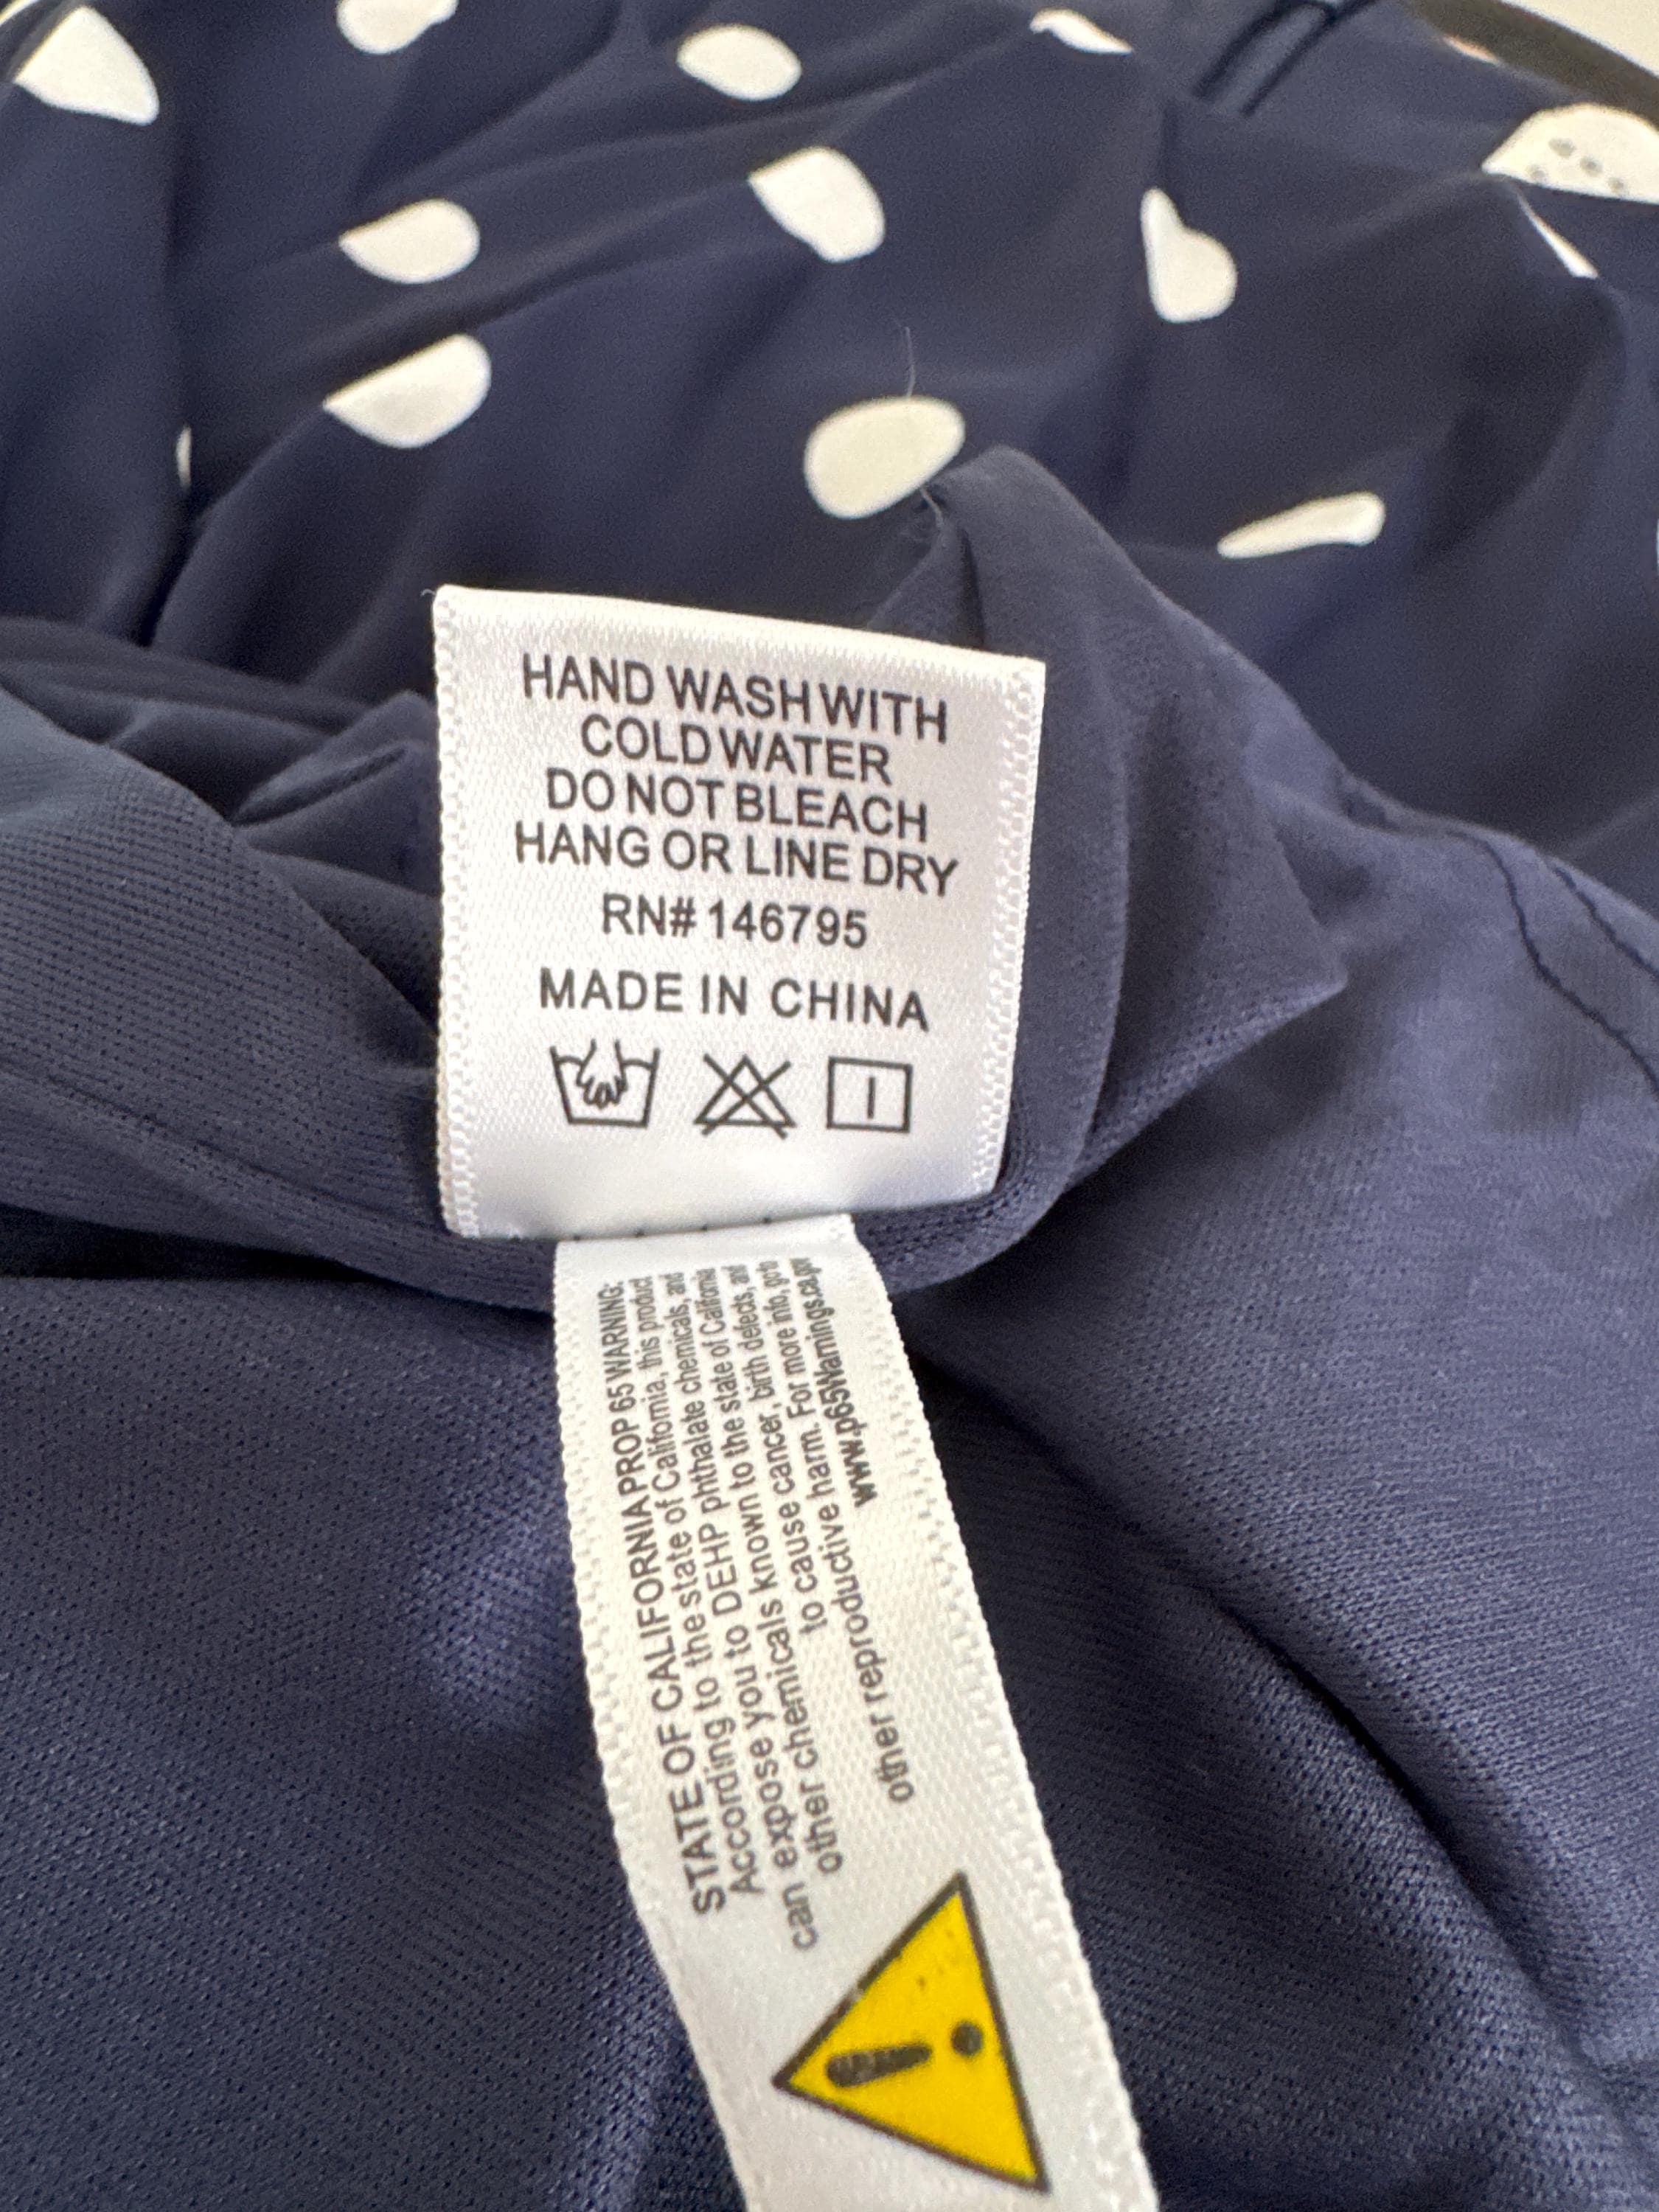 HAND WASH WITH
COLD WATER
DO NOT BLEACH
HANG OR LINE DRY
RN# 146795
MADE IN CHINA
STATE OF CALIFORNIA PROP 65 WARNING:
According to the state of California, this product
can expose you to DEHP phthalate chemicals, and
other chemicals known to the state of California
to cause cancer, birth defects, and
other reproductive harm. For more info, go to
www.p65Warnings.ca.gov